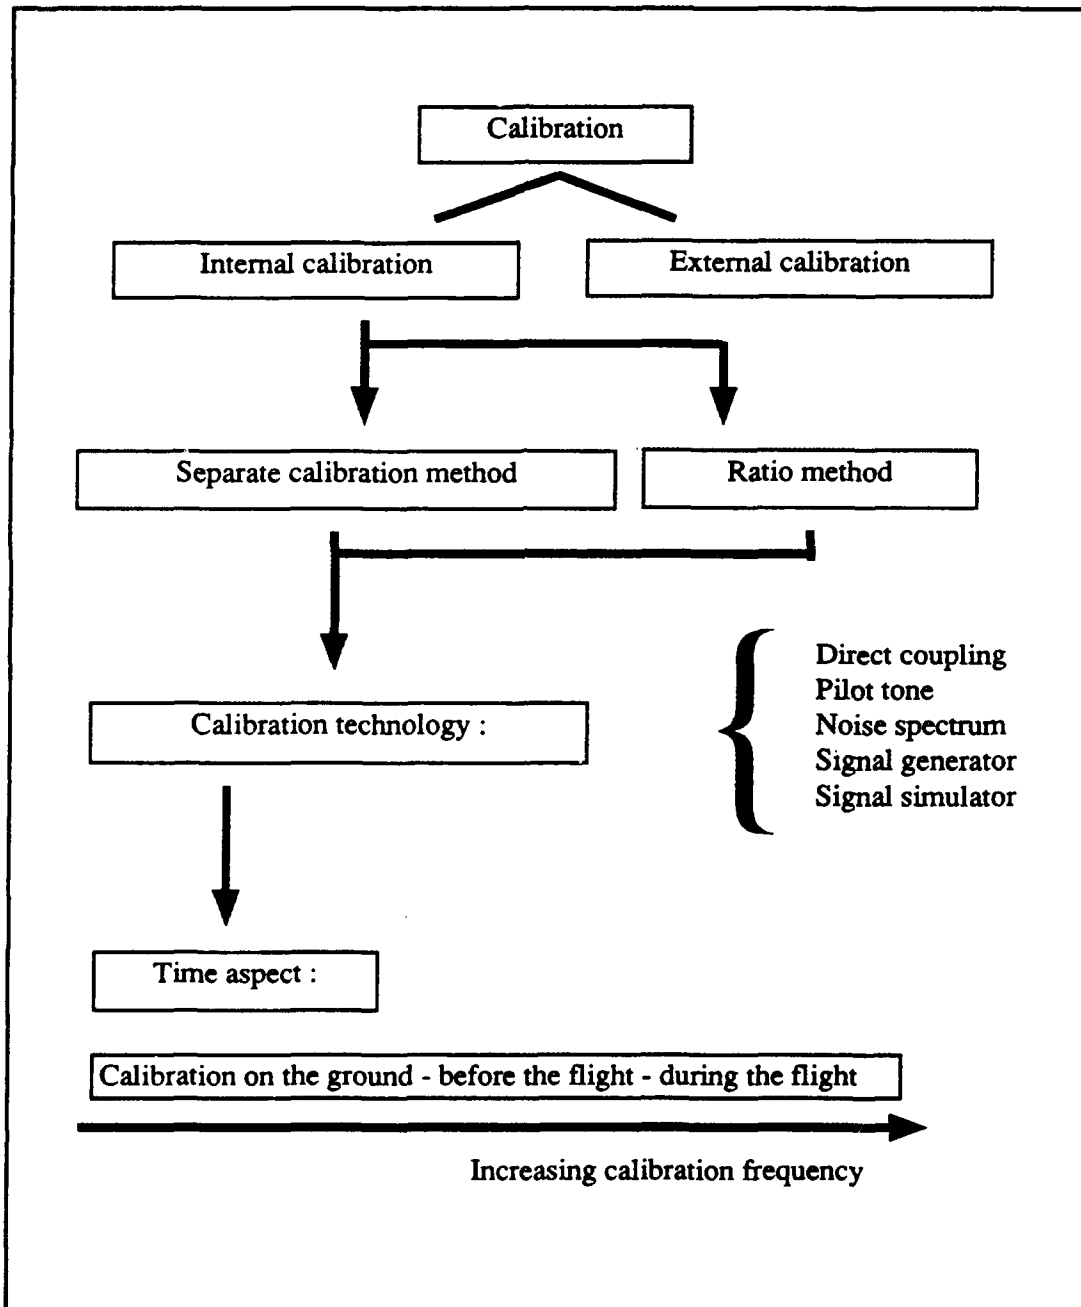 Calibration
Internal calibration
External calibration
Separate calibration method
Ratio method
Direct coupling
Pilot tone
Noise spectrum
Signal generator
Signal simulator
Calibration technology :
Time aspect :
Calibration on the ground - before the flight - during the flight
Increasing calibration frequency